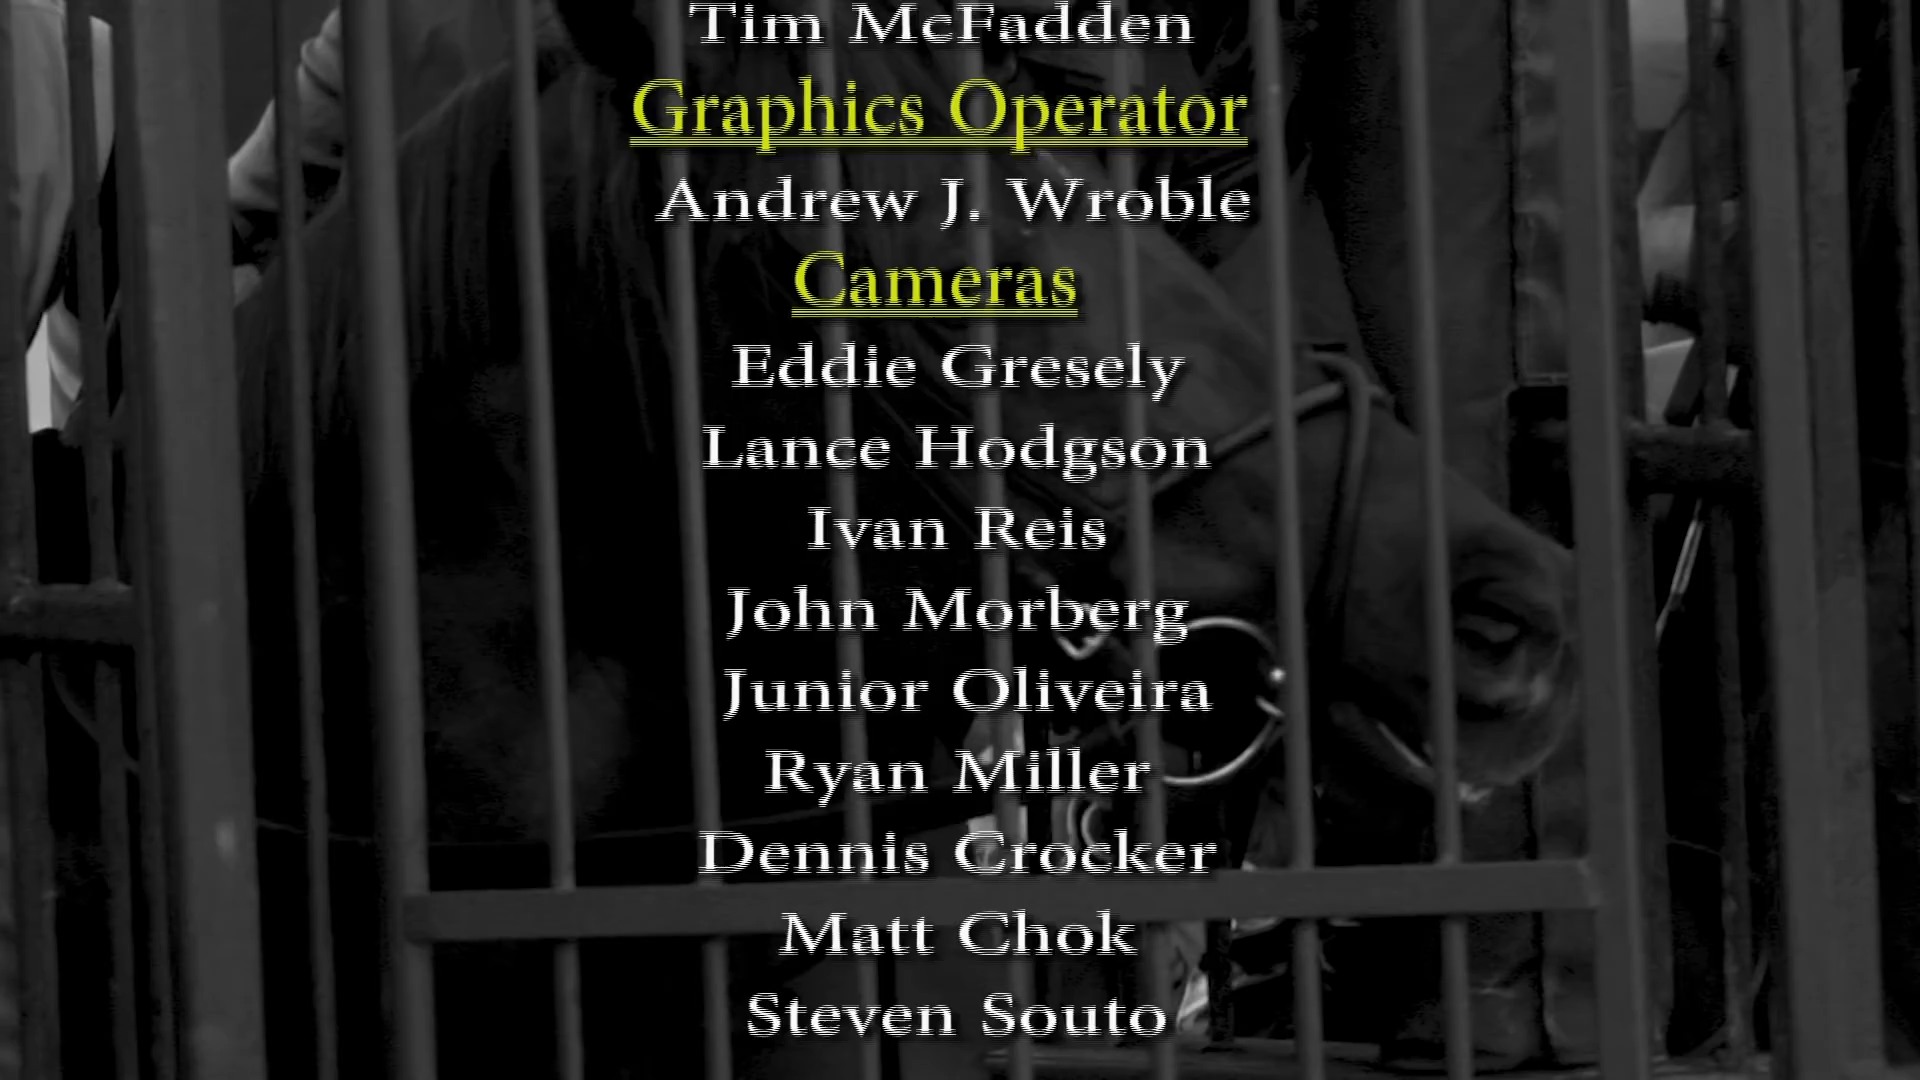 Tim McFadden
Graphics Operator
Andrew J. Wroble
Cameras
Eddie Gresely
Lance Hodgson
Ivan Reis
John Morberg
Junior Oliveira
Ryan Miller
Dennis Crocker
Matt Chok
Steven Souto